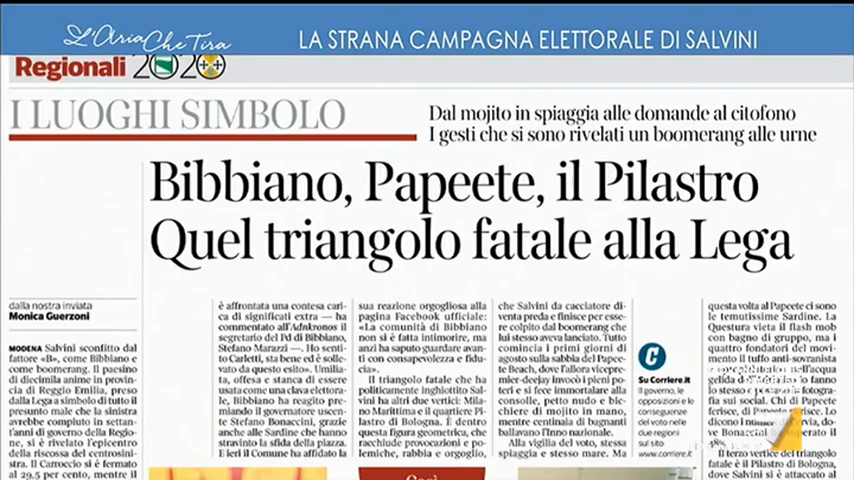 L'Aria Che Tira
LA STRANA CAMPAGNA ELETTORALE DI SALVINI
Regionali 2020
I LUOGHI SIMBOLO
Dal mojito in spiaggia alle domande al citofono
I gesti che si sono rivelati un boomerang alle urne
Bibbiano, Papeete, il Pilastro
Quel triangolo fatale alla Lega
dalla nostra inviata
Monica Guerzoni
MODENA Salvini sconfitto dal
fattore «B», come Bibbiano e
come boomerang. Il paesino
di diecimila anime in provin-
cia di Reggio Emilia, preso
dalla Lega a simbolo di tutto il
presunto male che la sinistra
avrebbe compiuto in settan-
t'anni di governo della Regio-
ne, si è rivelato l'epicentro
della riscossa del centrosini-
stra. Il Carroccio si è fermato
al 29,5 per cento, mentre il
è affrontata una contesa cari-
ca di significati extra — ha
commentato all'Adnkronos il
segretario del Pd di Bibbiano,
Stefano Marazzi —. Ho senti-
to Carletti, sta bene ed è solle-
vato da questo esito». Umilia-
ta, offesa e stanca di essere
usata come una clava elettora-
le, Bibbiano ha reagito pre-
miando il governatore uscen-
te Stefano Bonaccini, grazie
anche alle Sardine che hanno
stravinto la sfida della piazza.
E ieri il Comune ha affidato la
sua reazione orgogliosa alla
pagina Facebook ufficiale:
«La comunità di Bibbiano
non si è fatta intimorire, ma
anzi ha saputo guardare avan-
ti con consapevolezza e fidu-
cia».
Il triangolo fatale che ha
politicamente inghiottito Sal-
vini ha altri due vertici: Mila-
no Marittima e il quartiere Pi-
lastro di Bologna. È dentro
questa figura geometrica, che
racchiude provocazioni e po-
lemiche, rabbia e orgoglio,
che Salvini da cacciatore di-
venta preda e finisce per esse-
re colpito dal boomerang che
lui stesso aveva lanciato. Tutto
comincia i primi giorni di
agosto sulla sabbia del Papee-
te Beach, dove l'allora vicepre-
mier-deejay invocò i pieni po-
teri e si fece immortalare alla
consolle, petto nudo e bic-
chiere di mojito in mano,
mentre centinaia di bagnanti
ballavano l'Inno nazionale.
Alla vigilia del voto, stessa
spiaggia e stesso mare. Ma
Su Corriere.it
Il governo, le
opposizioni e le
conseguenze
del voto nelle
due regioni
sul sito
www.corriere.it
questa volta al Papeete ci sono
le temutissime Sardine. La
Questura vieta il flash mob
con bagno di gruppo, ma i
quattro fondatori del movi-
mento il tuffo anti-sovranista
Il terzo vertice del triangolo
fatale è il Pilastro di Bologna,
dove Salvini si è attaccato al